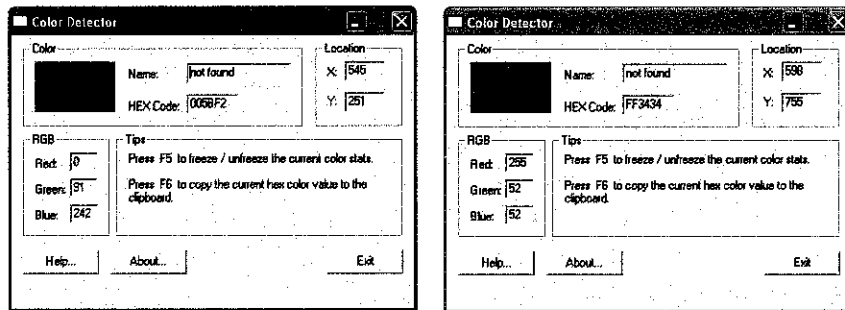 Color Detector
Color
Name: not found
HEX Code: 005BF2
Location
X: 545
Y: 251
RGB
Red: 0
Green: 91
Blue: 242
Tips
Press F5 to freeze / unfreeze the current color stats.
Press F6 to copy the current hex color value to the
clipboard.
Help... About... Exit
Color Detector
Color
Name: not found
HEX Code: FF3434
Location
X: 598
Y: 755
RGB
Red: 255
Green: 52
Blue: 52
Tips
Press F5 to freeze / unfreeze the current color stats.
Press F6 to copy the current hex color value to the
clipboard.
Help... About... Exit